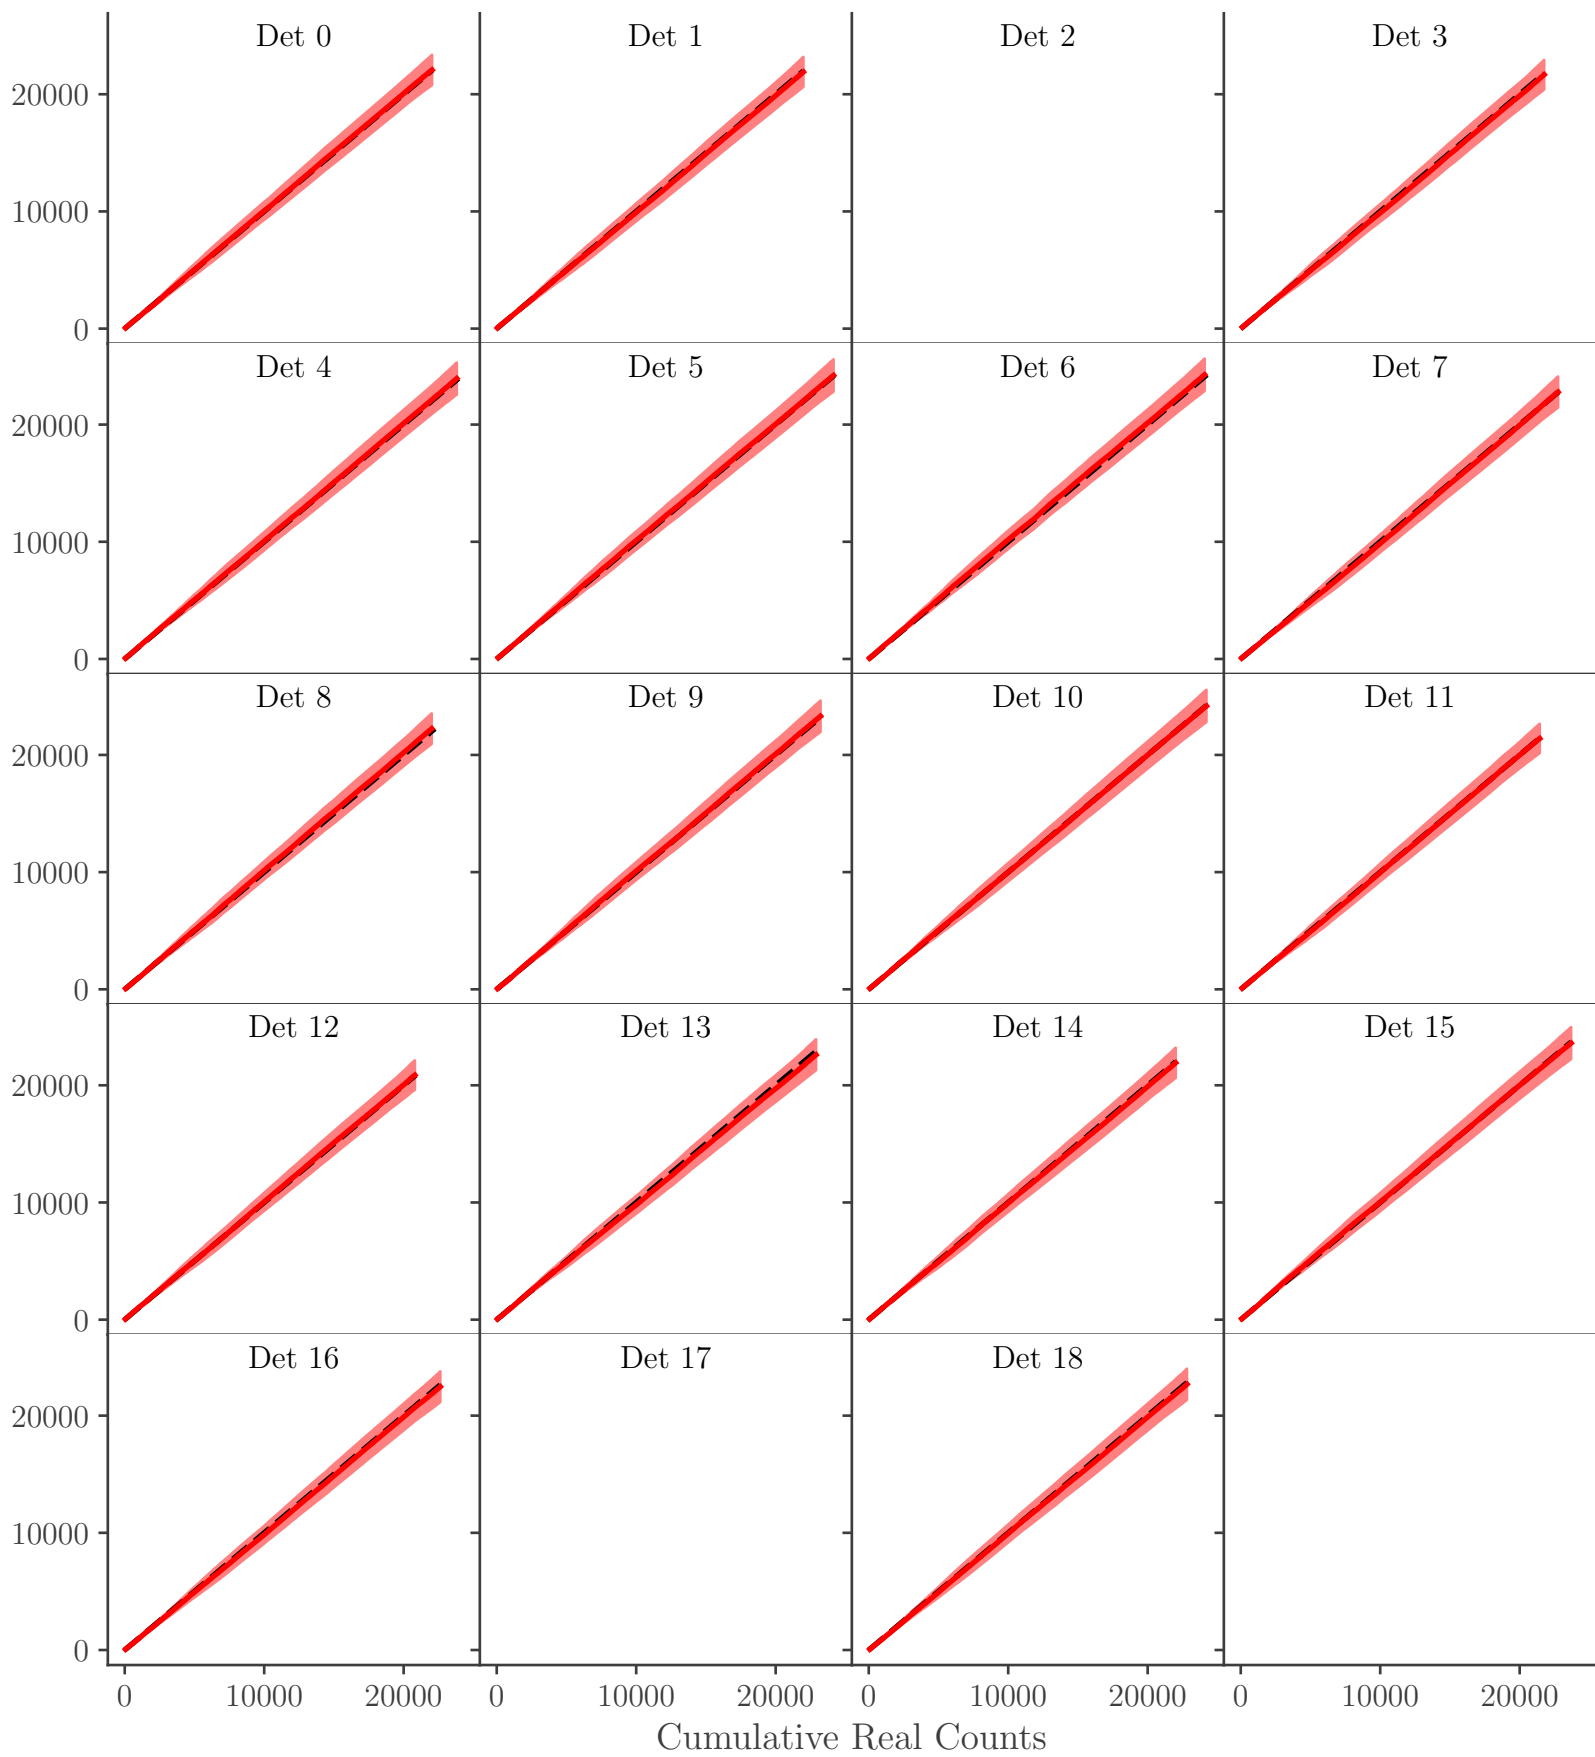 Det 0 Det 1 Det 2 Det 3
20000
10000
0
Det 4 Det 5 Det 6 Det 7
20000
10000
0
Det 8 Det 9 Det 10 Det 11
20000
10000
0
Det 12 Det 13 Det 14 Det 15
20000
10000
0
Det 16 Det 17 Det 18
20000
10000
0
0 10000 20000 0 10000 20000 0 10000 20000 0 10000 20000
Cumulative Real Counts